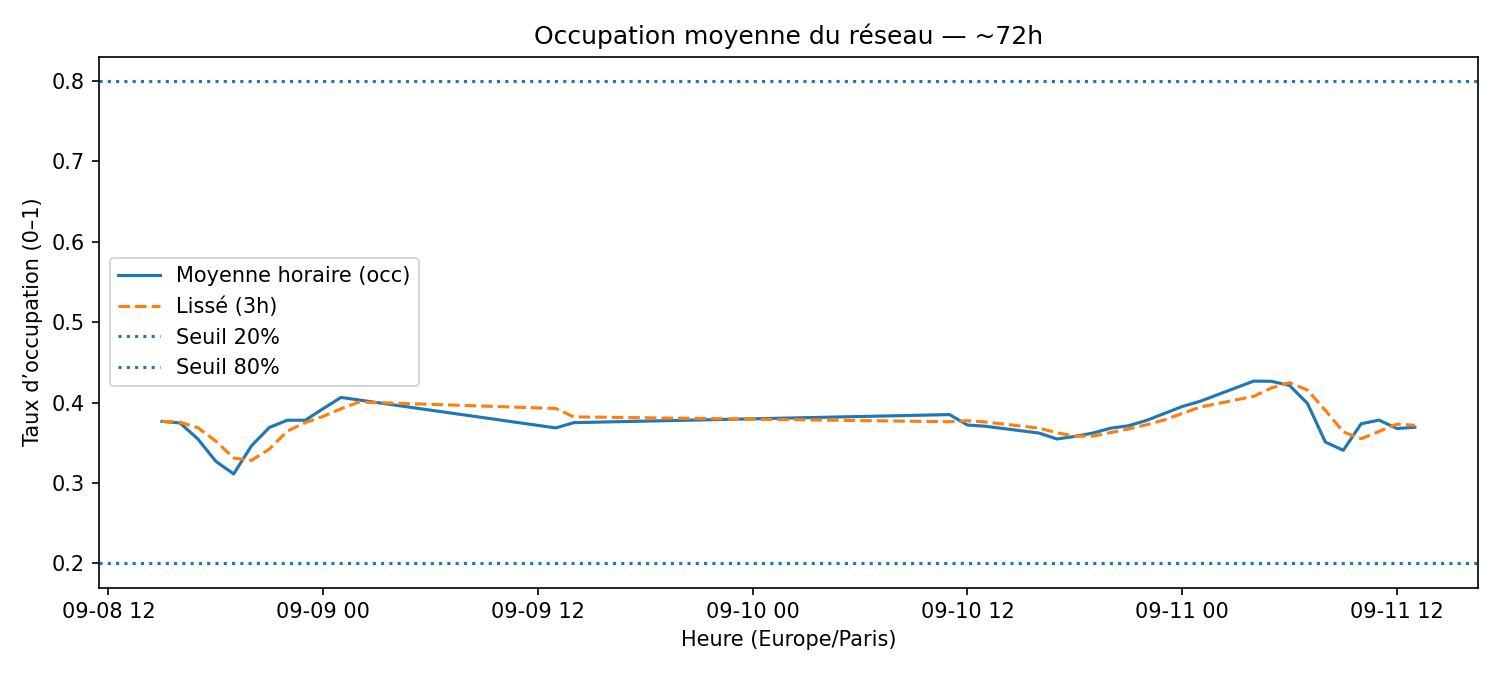 Occupation moyenne du réseau — ~72h
Taux d’occupation (0–1)
0.8
0.7
0.6
0.5
0.4
0.3
0.2
Moyenne horaire (occ)
Lissé (3h)
Seuil 20%
Seuil 80%
09-08 12
09-09 00
09-09 12
09-10 00
09-10 12
09-11 00
09-11 12
Heure (Europe/Paris)